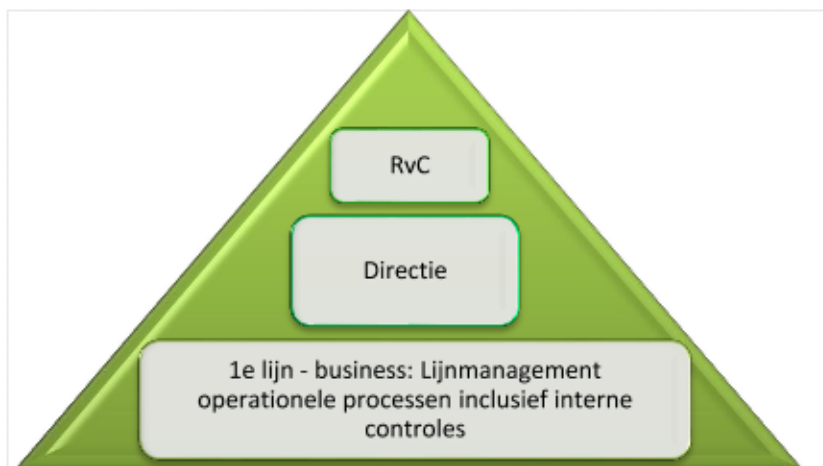 RvC
Directie
1e lijn - business: Lijnmanagement
operationele processen inclusief interne
controles